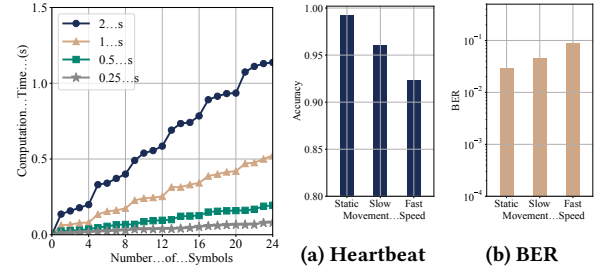 1.5
1.0
0.5
0.0
Computation...Time...(s)
2...s
1...s
0.5...s
0.25...s
0 4 8 12 16 20 24
Number...of...Symbols
1.00
0.95
0.90
0.85
0.80
Accuracy
Static Slow Fast
Movement...Speed
(a) Heartbeat
10⁻¹
10⁻²
10⁻³
10⁻⁴
BER
Static Slow Fast
Movement...Speed
(b) BER